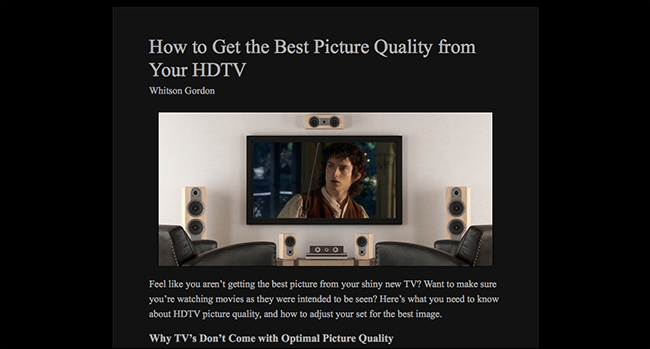 How to Get the Best Picture Quality from
Your HDTV
Whitson Gordon
Feel like you aren’t getting the best picture from your shiny new TV? Want to make sure
you’re watching movies as they were intended to be seen? Here’s what you need to know
about HDTV picture quality, and how to adjust your set for the best image.
Why TV’s Don’t Come with Optimal Picture Quality